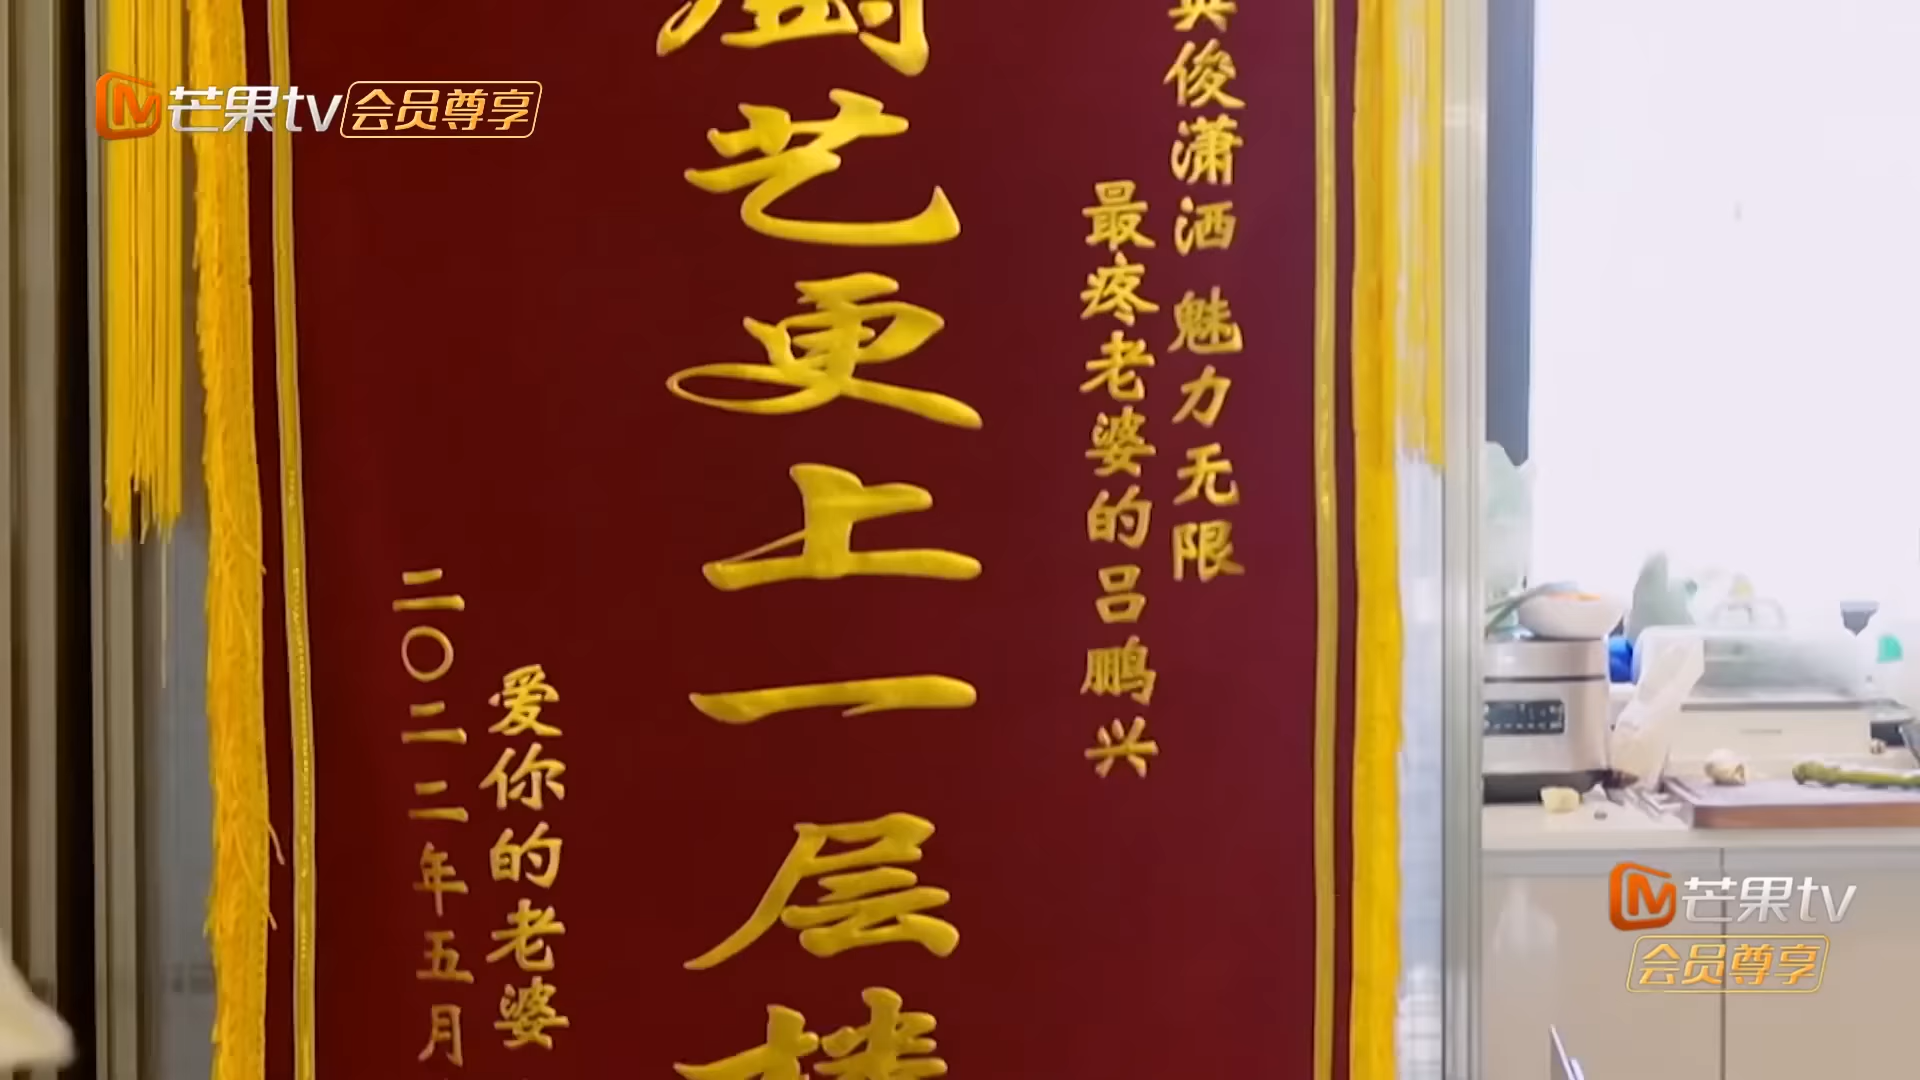 芒果tv 会员尊享
英俊潇洒 魅力无限
最疼老婆的吕鹏兴
厨艺更上一层楼
爱你的老婆
二〇二二年五月
芒果tv
会员尊享